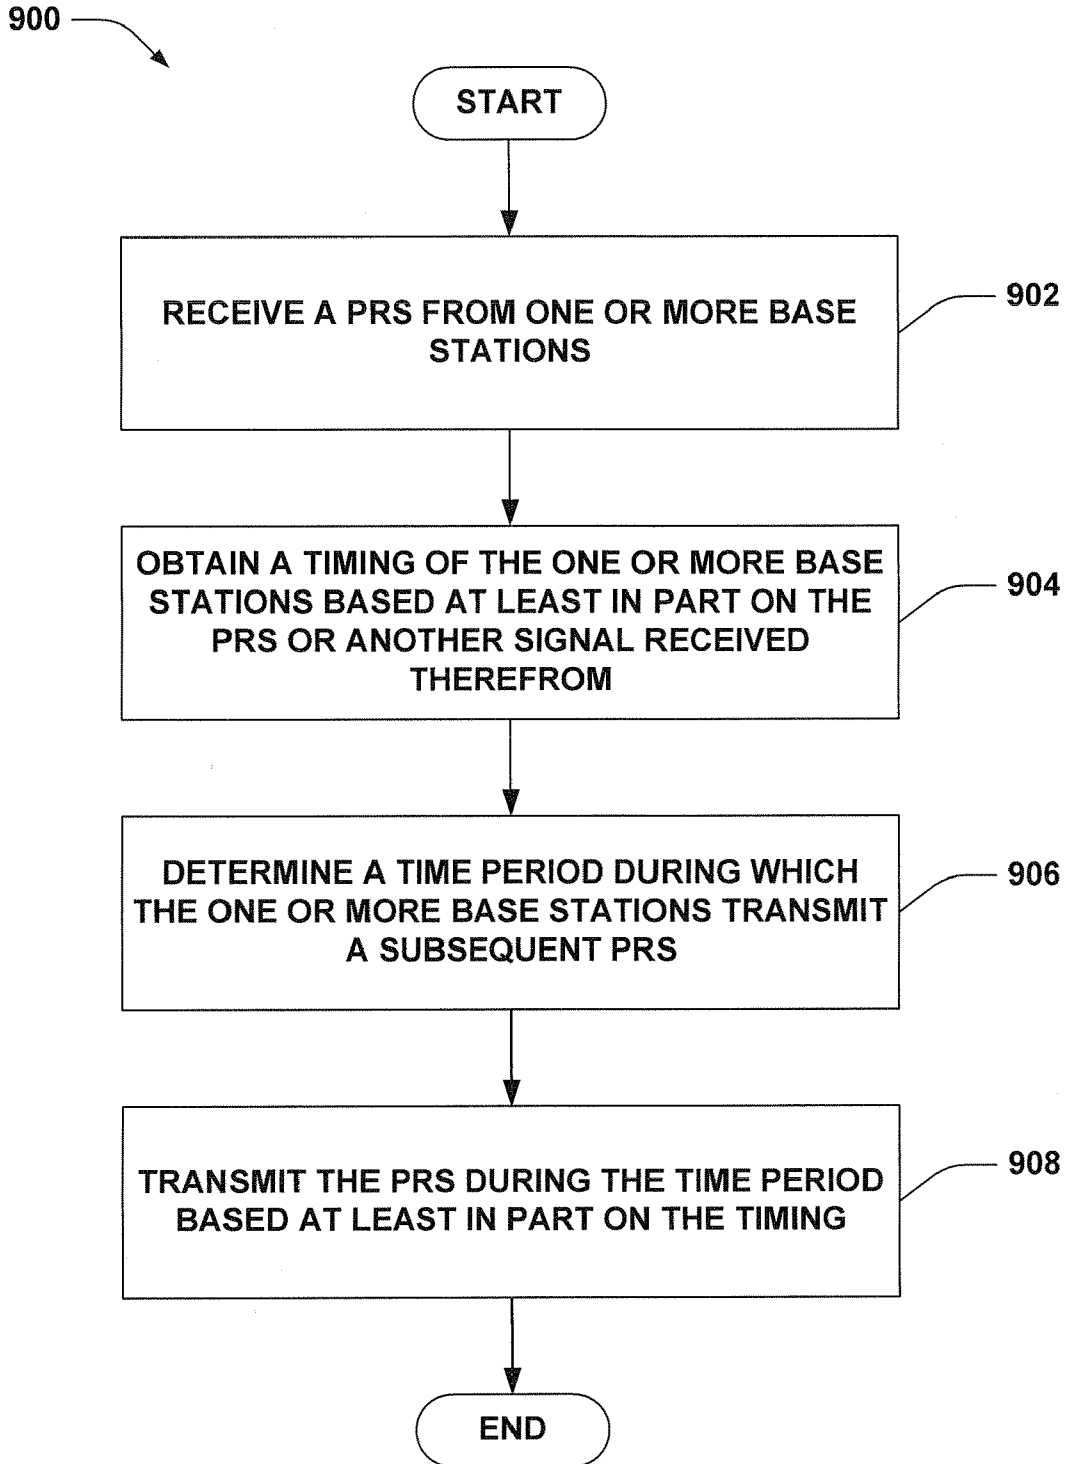 900
START
RECEIVE A PRS FROM ONE OR MORE BASE
STATIONS
902
OBTAIN A TIMING OF THE ONE OR MORE BASE
STATIONS BASED AT LEAST IN PART ON THE
PRS OR ANOTHER SIGNAL RECEIVED
THEREFROM
904
DETERMINE A TIME PERIOD DURING WHICH
THE ONE OR MORE BASE STATIONS TRANSMIT
A SUBSEQUENT PRS
906
TRANSMIT THE PRS DURING THE TIME PERIOD
BASED AT LEAST IN PART ON THE TIMING
908
END